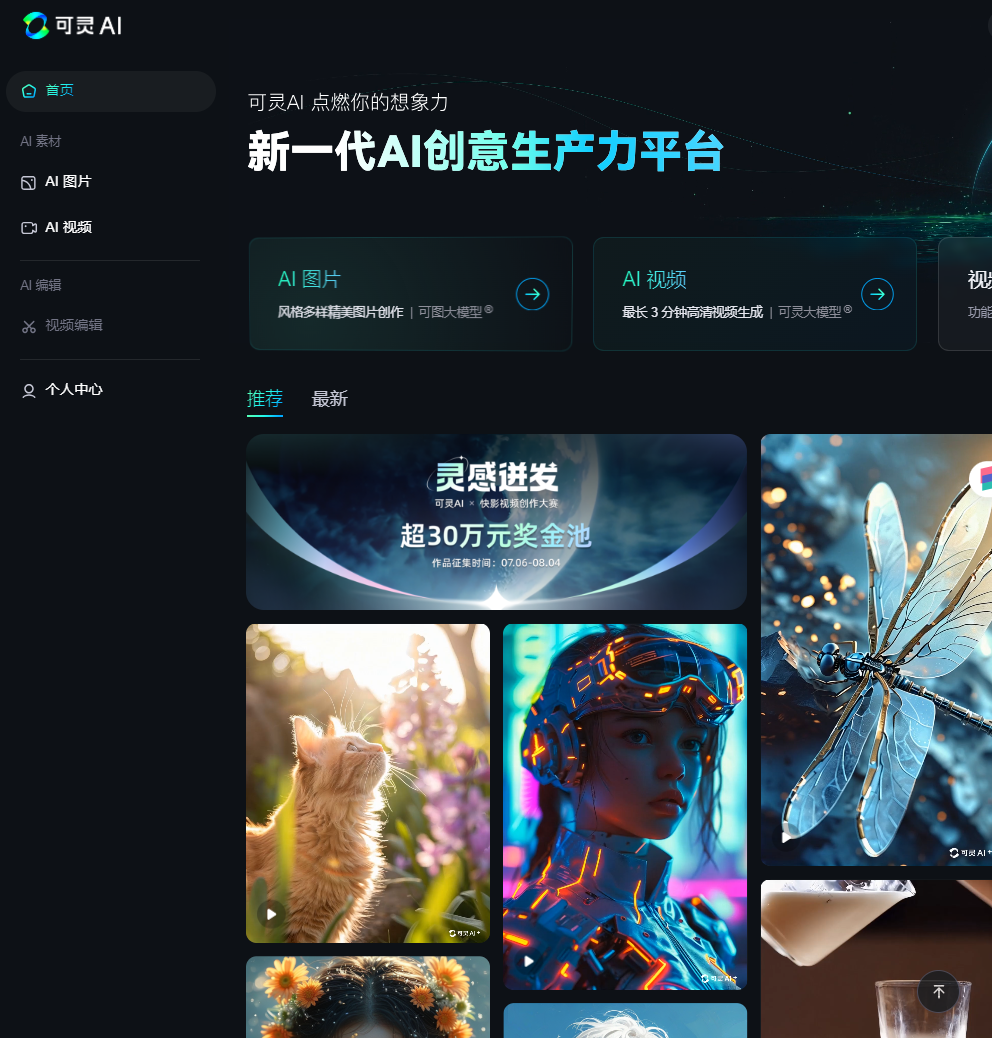 可灵 AI
首页
AI 素材
AI 图片
AI 视频
AI 编辑
视频编辑
个人中心
可灵AI 点燃你的想象力
新一代AI创意生产力平台
AI 图片
风格多样精美图片创作 | 可图大模型®
AI 视频
最长 3 分钟高清视频生成 | 可灵大模型®
功能
推荐
最新
灵感迸发
可灵AI × 快影视频创作大赛
超30万元奖金池
作品征集时间：07.06-08.04
可灵AI+
可灵AI+
可灵AI+